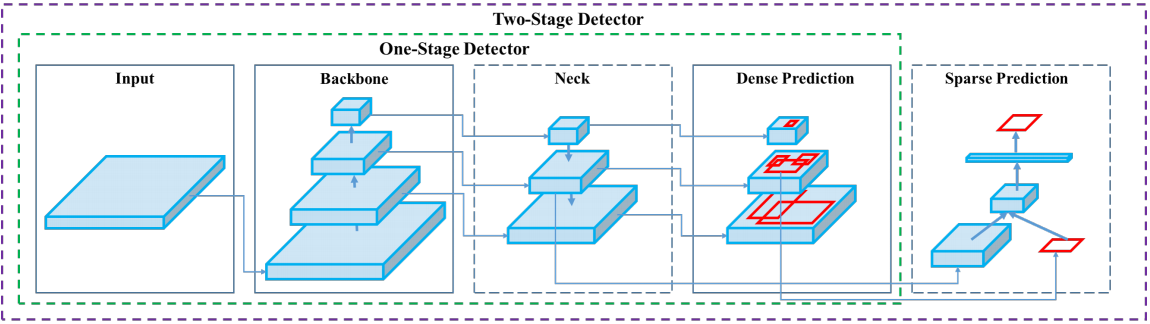 Two-Stage Detector
One-Stage Detector
Input
Backbone
Neck
Dense Prediction
Sparse Prediction